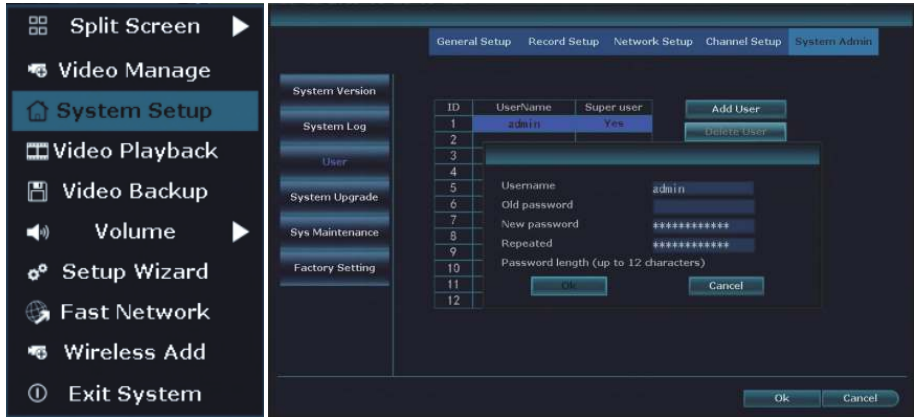 Split Screen
Video Manage
System Setup
Video Playback
Video Backup
Volume
Setup Wizard
Fast Network
Wireless Add
Exit System
General Setup Record Setup Network Setup Channel Setup System Admin
System Version
System Log
User
System Upgrade
Sys Maintenance
Factory Setting
ID UserName Super user
1 admin Yes
2
3
4
5
6
7
8
9
10
11
12
Add User
Delete User
Username admin
Old password
New password ************
Repeated ************
Password length (up to 12 characters)
Ok Cancel
Ok Cancel